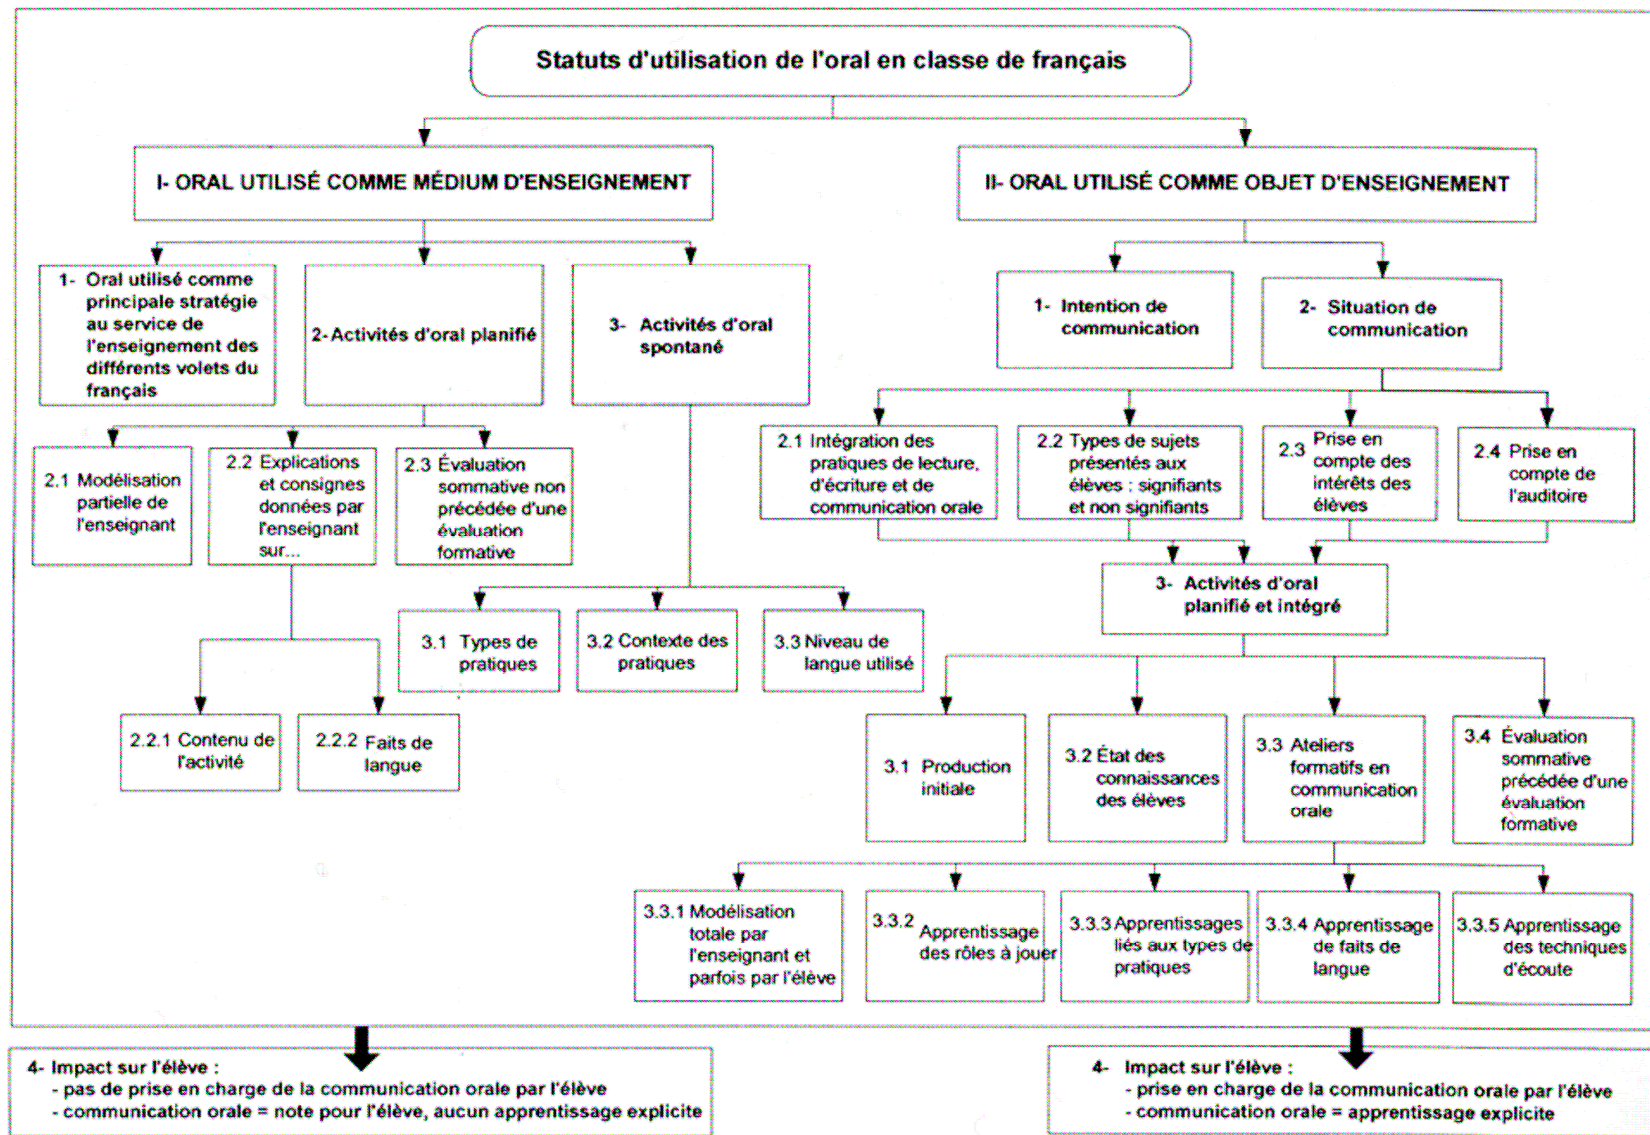 Statuts d'utilisation de l'oral en classe de français
I- ORAL UTILISÉ COMME MÉDIUM D'ENSEIGNEMENT
II- ORAL UTILISÉ COMME OBJET D'ENSEIGNEMENT
1- Oral utilisé comme
principale stratégie
au service de
l'enseignement des
différents volets du
français
2- Activités d'oral planifié
3- Activités d'oral
spontané
1- Intention de
communication
2- Situation de
communication
2.1 Modélisation
partielle de
l'enseignant
2.2 Explications
et consignes
données par
l'enseignant
sur...
2.3 Évaluation
sommative non
précédée d'une
évaluation
formative
2.1 Intégration des
pratiques de lecture,
d'écriture et de
communication orale
2.2 Types de sujets
présentés aux
élèves : signifiants
et non signifiants
2.3 Prise en
compte des
intérêts des
élèves
2.4 Prise en
compte de
l'auditoire
3- Activités d'oral
planifié et intégré
3.1 Types de
pratiques
3.2 Contexte des
pratiques
3.3 Niveau de
langue utilisé
2.2.1 Contenu de
l'activité
2.2.2 Faits de
langue
3.1 Production
initiale
3.2 État des
connaissances
des élèves
3.3 Ateliers
formatifs en
communication
orale
3.4 Évaluation
sommative
précédée d'une
évaluation
formative
3.3.1 Modélisation
totale par
l'enseignant et
parfois par l'élève
3.3.2 Apprentissage
des rôles à jouer
3.3.3 Apprentissages
liés aux types de
pratiques
3.3.4 Apprentissage
de faits de
langue
3.3.5 Apprentissage
des techniques
d'écoute
4- Impact sur l'élève :
- pas de prise en charge de la communication orale par l'élève
- communication orale = note pour l'élève, aucun apprentissage explicite
4- Impact sur l'élève :
- prise en charge de la communication orale par l'élève
- communication orale = apprentissage explicite